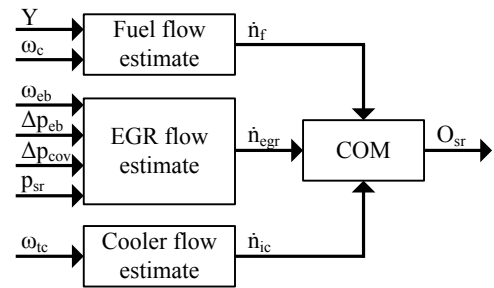 Y
ω_c
Fuel flow
estimate
ṅ_f
ω_eb
Δp_eb
Δp_cov
p_sr
EGR flow
estimate
ṅ_egr
COM
O_sr
ω_tc
Cooler flow
estimate
ṅ_ic